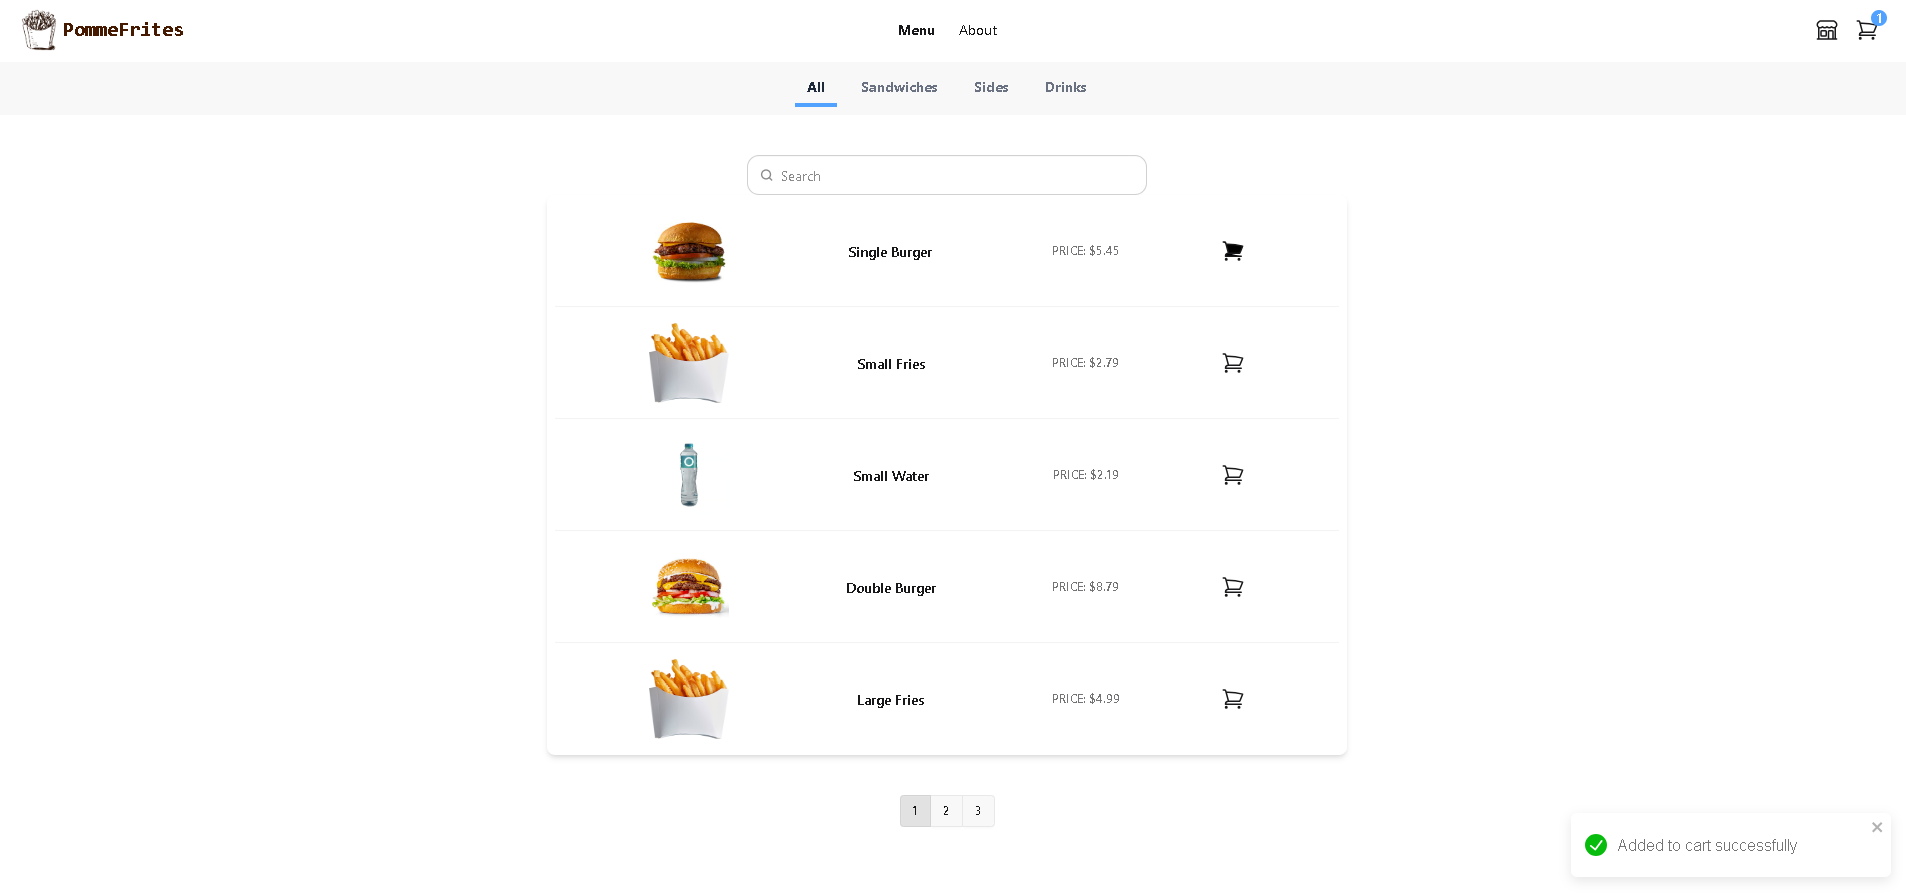 PommeFrites
Menu About
1
All Sandwiches Sides Drinks
Search
Single Burger PRICE: $5.45
Small Fries PRICE: $2.79
Small Water PRICE: $2.19
Double Burger PRICE: $8.79
Large Fries PRICE: $4.99
1 2 3
Added to cart successfully